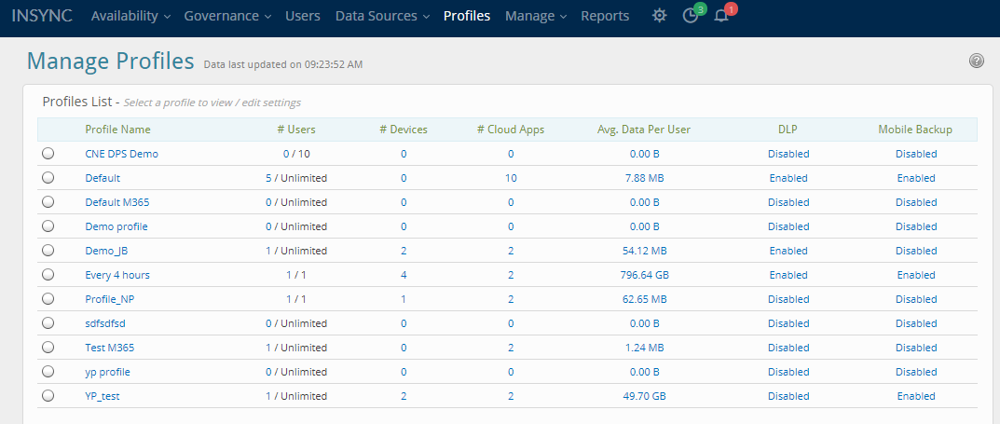 INSYNC Availability Governance Users Data Sources Profiles Manage Reports 3 1
Manage Profiles Data last updated on 09:23:52 AM ?
Profiles List - Select a profile to view / edit settings
Profile Name # Users # Devices # Cloud Apps Avg. Data Per User DLP Mobile Backup
CNE DPS Demo 0 / 10 0 0 0.00 B Disabled Disabled
Default 5 / Unlimited 0 10 7.88 MB Enabled Enabled
Default M365 0 / Unlimited 0 0 0.00 B Disabled Disabled
Demo profile 0 / Unlimited 0 0 0.00 B Disabled Disabled
Demo_JB 1 / Unlimited 2 2 54.12 MB Enabled Disabled
Every 4 hours 1 / 1 4 2 796.64 GB Enabled Enabled
Profile_NP 1 / 1 1 2 62.65 MB Disabled Disabled
sdfsdfsd 0 / Unlimited 0 0 0.00 B Disabled Disabled
Test M365 1 / Unlimited 0 2 1.24 MB Disabled Disabled
yp profile 0 / Unlimited 0 0 0.00 B Disabled Disabled
YP_test 1 / Unlimited 2 2 49.70 GB Disabled Enabled